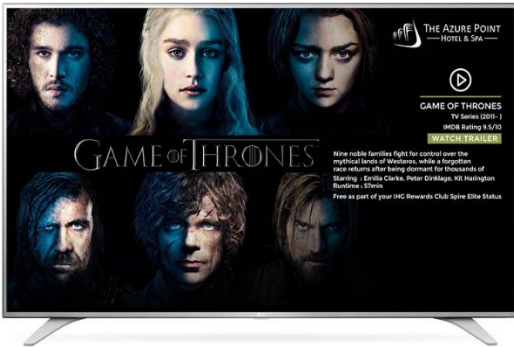 THE AZURE POINT
HOTEL & SPA
GAME OF THRONES
TV Series (2011- )
IMDB Rating 9.5/10
WATCH TRAILER
GAME OF THRONES
Nine noble families fight for control over the
mythical lands of Westeros, while a forgotten
race returns after being dormant for thousands of
Starring : Emilia Clarke, Peter Dinklage, Kit Harington
Runtime : 57min
Free as part of your IHG Rewards Club Spire Elite Status